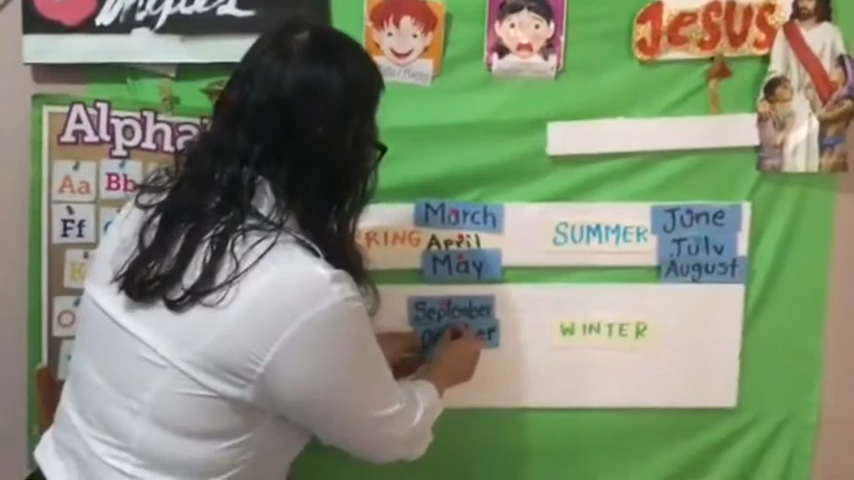 Alpha
Aa Bb
Ff
JESUS
RING
March
April
May
SUMMER
June
July
August
September
WINTER